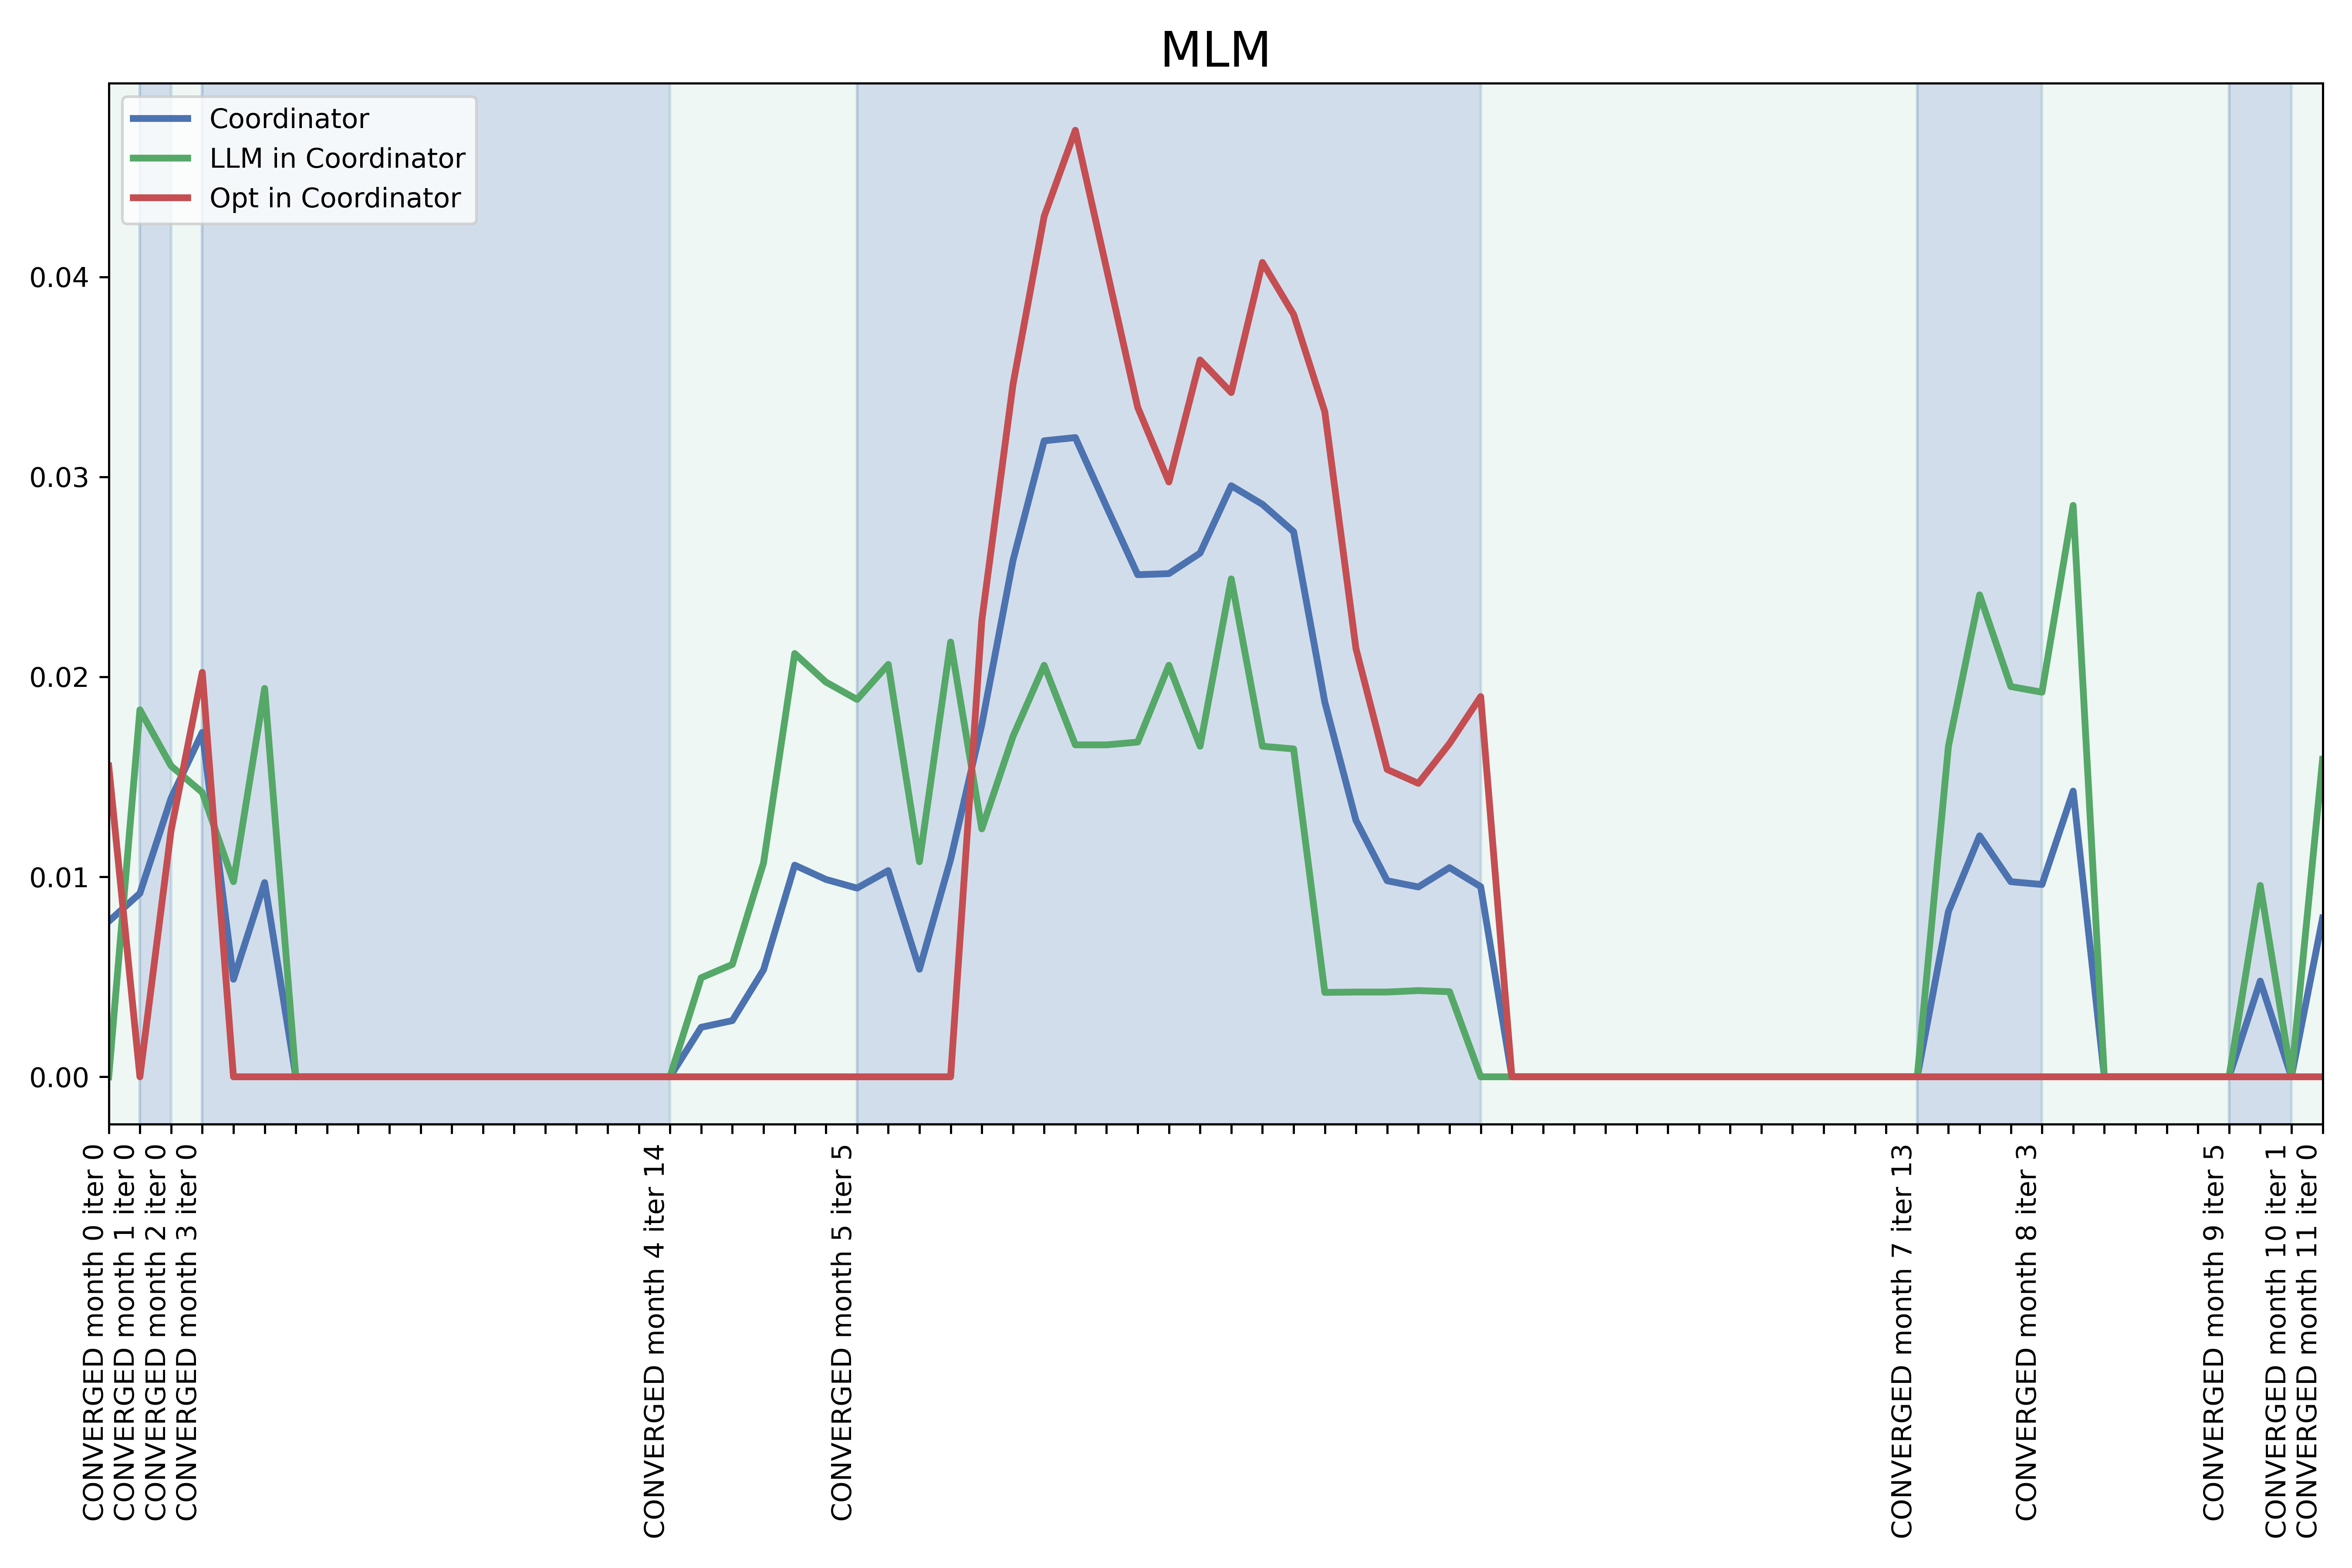 MLM
Coordinator
LLM in Coordinator
Opt in Coordinator
0.04
0.03
0.02
0.01
0.00
CONVERGED month 0 iter 0
CONVERGED month 1 iter 0
CONVERGED month 2 iter 0
CONVERGED month 3 iter 0
CONVERGED month 4 iter 14
CONVERGED month 5 iter 5
CONVERGED month 7 iter 13
CONVERGED month 8 iter 3
CONVERGED month 9 iter 5
CONVERGED month 10 iter 1
CONVERGED month 11 iter 0